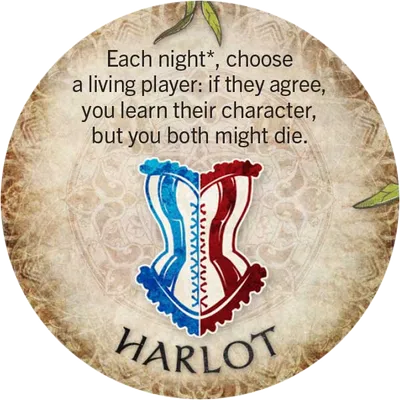 Each night*, choose
a living player: if they agree,
you learn their character,
but you both might die.
HARLOT